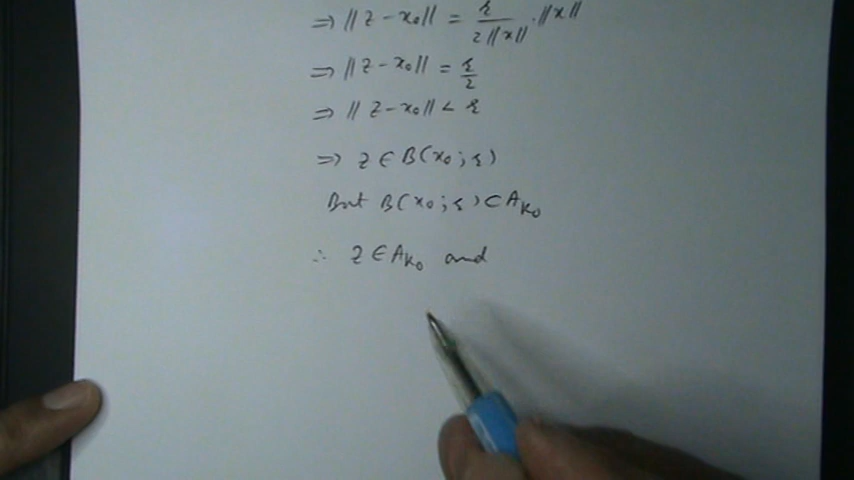 ⇒ ||z - x₀|| = r/(2||x||) · ||x||
⇒ ||z - x₀|| = r/2
⇒ ||z - x₀|| < r
⇒ z ∈ B(x₀; r)
But B(x₀; r) ⊂ A_{k₀}
∴ z ∈ A_{k₀} and